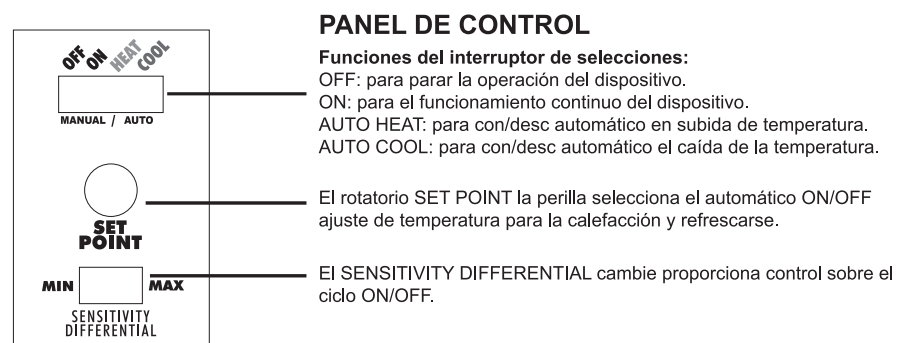 PANEL DE CONTROL
OFF ON HEAT COOL
MANUAL / AUTO
Funciones del interruptor de selecciones:
OFF: para parar la operación del dispositivo.
ON: para el funcionamiento continuo del dispositivo.
AUTO HEAT: para con/desc automático en subida de temperatura.
AUTO COOL: para con/desc automático el caída de la temperatura.
SET
POINT
El rotatorio SET POINT la perilla selecciona el automático ON/OFF
ajuste de temperatura para la calefacción y refrescarse.
MIN MAX
SENSITIVITY
DIFFERENTIAL
El SENSITIVITY DIFFERENTIAL cambie proporciona control sobre el
ciclo ON/OFF.